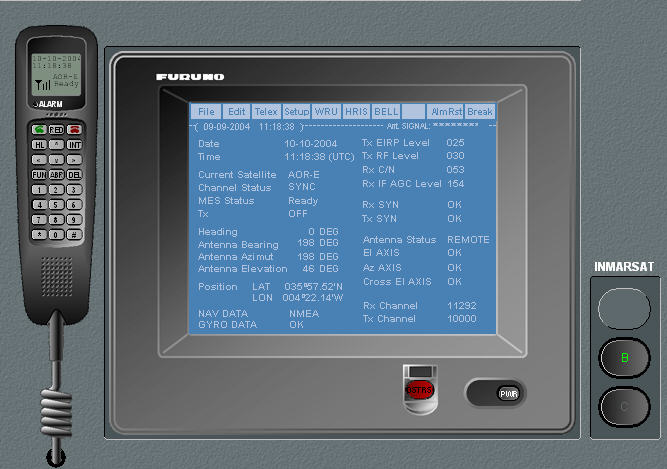 10-10-2004
11:18:38
AOR-E
Ready
ALARM
RED
HL ^ INT
< v >
FUN ABR DEL
1 2 3
4 5 6
7 8 9
* 0 #
FURUNO
File Edit Telex Setup WRU HRIS BELL AlmRst Break
( 09-09-2004 11:18:38 )---------------------- Ant. SIGNAL: *********
Date 10-10-2004
Time 11:18:38 (UTC)
Current Satellite AOR-E
Channel Status SYNC
MES Status Ready
Tx OFF
Heading 0 DEG
Antenna Bearing 198 DEG
Antenna Azimut 198 DEG
Antenna Elevation 46 DEG
Position LAT 035º57.52'N
LON 004º22.14'W
NAV DATA NMEA
GYRO DATA OK
Tx EIRP Level 025
Tx RF Level 030
Rx C/N 053
Rx IF AGC Level 154
Rx SYN OK
Tx SYN OK
Antenna Status REMOTE
El AXIS OK
Az AXIS OK
Cross El AXIS OK
Rx Channel 11292
Tx Channel 10000
PWR
INMARSAT
B
C